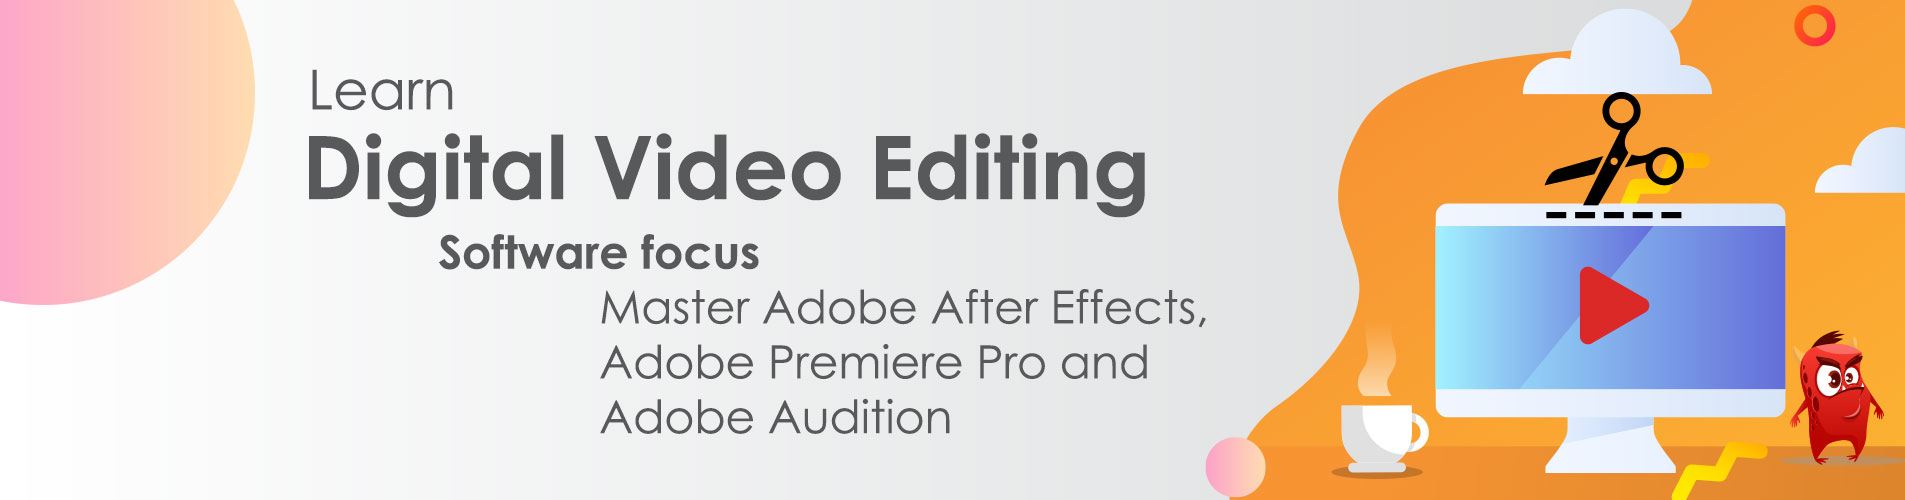 Learn
Digital Video Editing
Software focus
Master Adobe After Effects,
Adobe Premiere Pro and
Adobe Audition